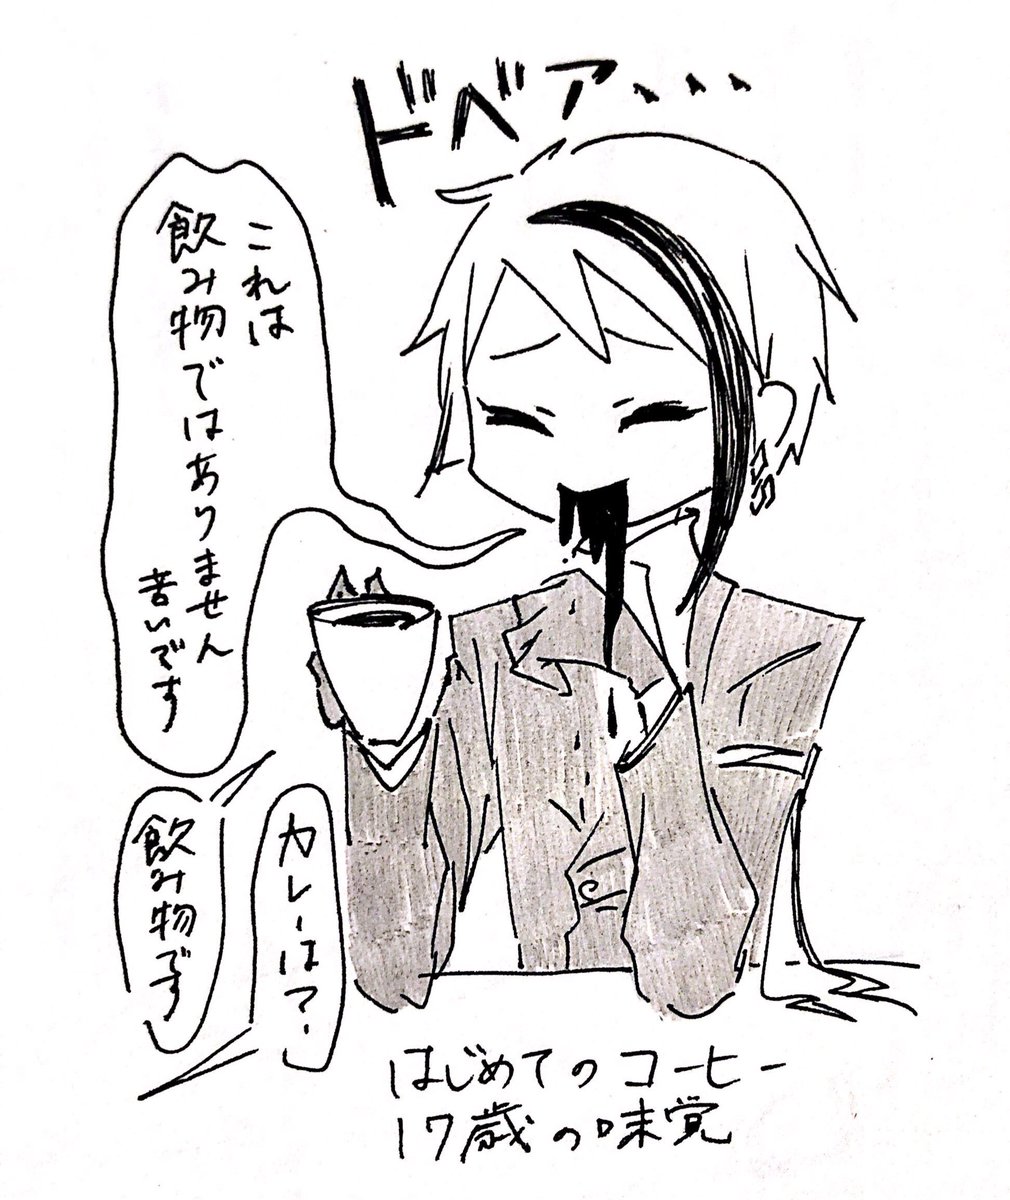 ドベア、、、
これは
飲み物ではありません
苦いです
カレーは?
飲み物です
はじめてのコーヒー
17歳の味覚